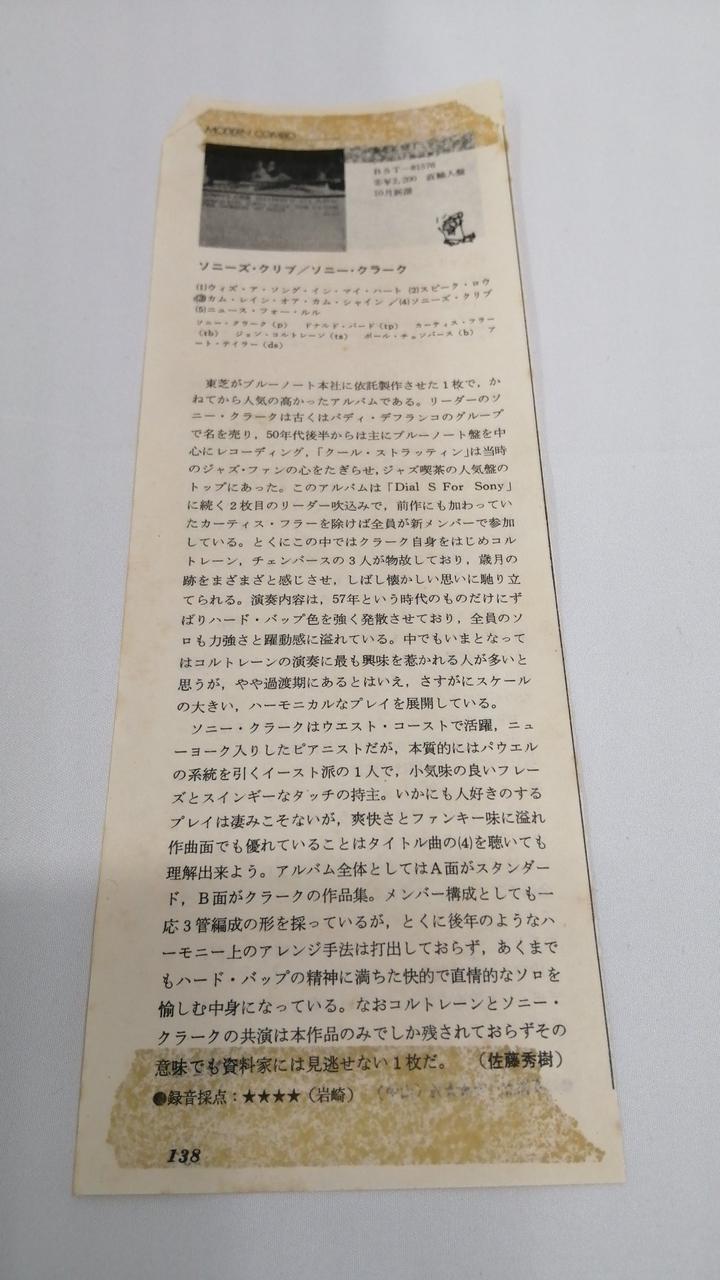 MODERN COMBO
BST-81576
㊣¥2,200 直輸入盤
10月新譜
ソニーズ・クリブ/ソニー・クラーク
(1)ウィズ・ア・ソング・イン・マイ・ハート (2)スピーク・ロウ
(3)カム・レイン・オア・カム・シャイン/(4)ソニーズ・クリブ
(5)ニュース・フォー・ルル
ソニー・クラーク(p) ドナルド・バード(tp) カーティス・フラー
(tb) ジョン・コルトレーン(ts) ポール・チェンバース(b) ア
ート・テイラー(ds)
東芝がブルーノート本社に依託製作させた1枚で,か
ねてから人気の高かったアルバムである。リーダーのソ
ニー・クラークは古くはバディ・デフランコのグループ
で名を売り,50年代後半からは主にブルーノート盤を中
心にレコーディング,「クール・ストラッティン」は当時
のジャズ・ファンの心をたぎらせ,ジャズ喫茶の人気盤の
トップにあった。このアルバムは「Dial S For Sony」
に続く2枚目のリーダー吹込みで,前作にも加わってい
たカーティス・フラーを除けば全員が新メンバーで参加
している。とくにこの中ではクラーク自身をはじめコル
トレーン,チェンバースの3人が物故しており,歳月の
跡をまざまざと感じさせ,しばし懐かしい思いに馳り立
てられる。演奏内容は,57年という時代のものだけにず
ばりハード・バップ色を強く発散させており,全員のソ
ロも力強さと躍動感に溢れている。中でもいまとなって
はコルトレーンの演奏に最も興味を惹かれる人が多いと
思うが,やや過渡期にあるとはいえ,さすがにスケール
の大きい,ハーモニカルなプレイを展開している。
ソニー・クラークはウエスト・コーストで活躍,ニュ
ーヨーク入りしたピアニストだが,本質的にはパウエル
の系統を引くイースト派の1人で,小気味の良いフレー
ズとスインギーなタッチの持主。いかにも人好きのする
プレイは凄みこそないが,爽快さとファンキー味に溢れ
作曲面でも優れていることはタイトル曲の(4)を聴いても
理解出来よう。アルバム全体としてはA面がスタンダー
ド,B面がクラークの作品集。メンバー構成としても一
応3管編成の形を採っているが,とくに後年のようなハ
ーモニー上のアレンジ手法は打出しておらず,あくまで
もハード・バップの精神に満ちた快的で直情的なソロを
愉しむ中身になっている。なおコルトレーンとソニー・
クラークの共演は本作品のみでしか残されておらずその
意味でも資料家には見逃せない1枚だ。 (佐藤秀樹)
●録音採点:★★★★(岩崎)
138